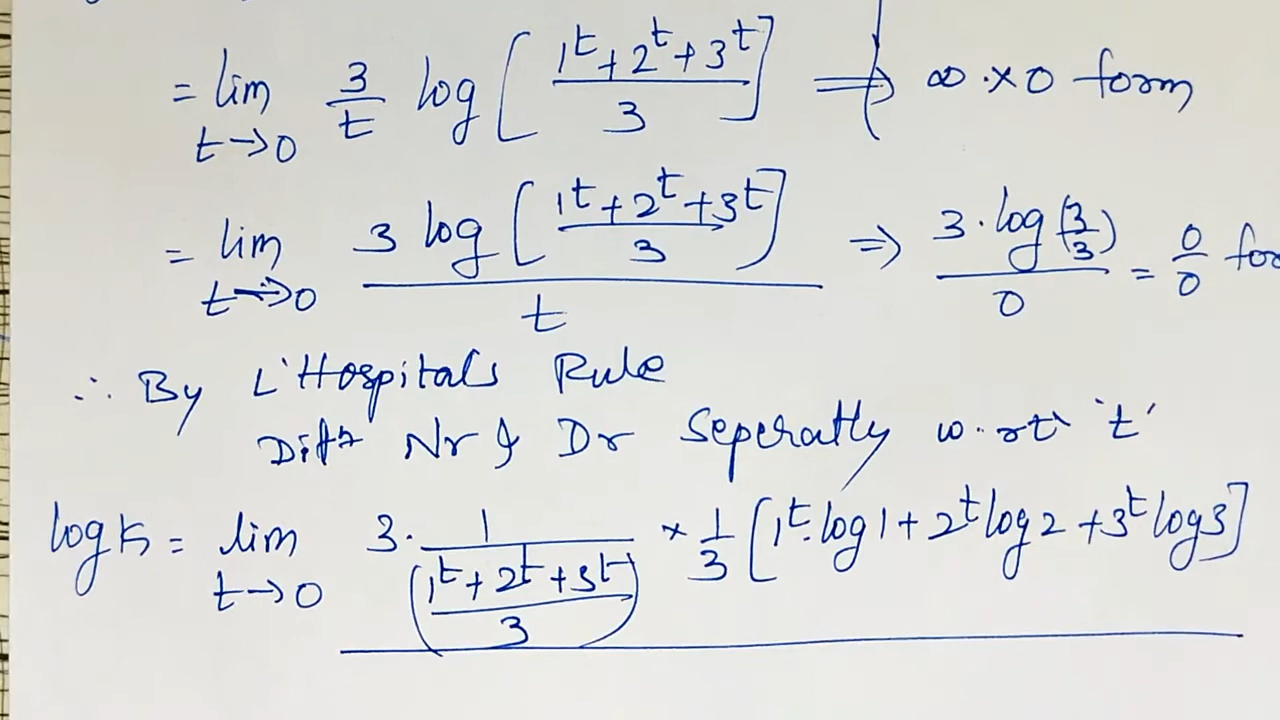 = lim t→0 3/t log [ (1^t + 2^t + 3^t)/3 ] ⟹ ∞ · × 0 form
= lim t→0 3 log [ (1^t + 2^t + 3^t)/3 ] / t ⇒ 3 · log (3/3) / 0 = 0/0 for
∴ By L'Hospitals Rule
Diff Nr & Dr Seperatly w.r.t 't'
log k = lim t→0 3 · 1/((1^t + 2^t + 3^t)/3) × 1/3 [ 1^t · log 1 + 2^t log 2 + 3^t log 3 ]